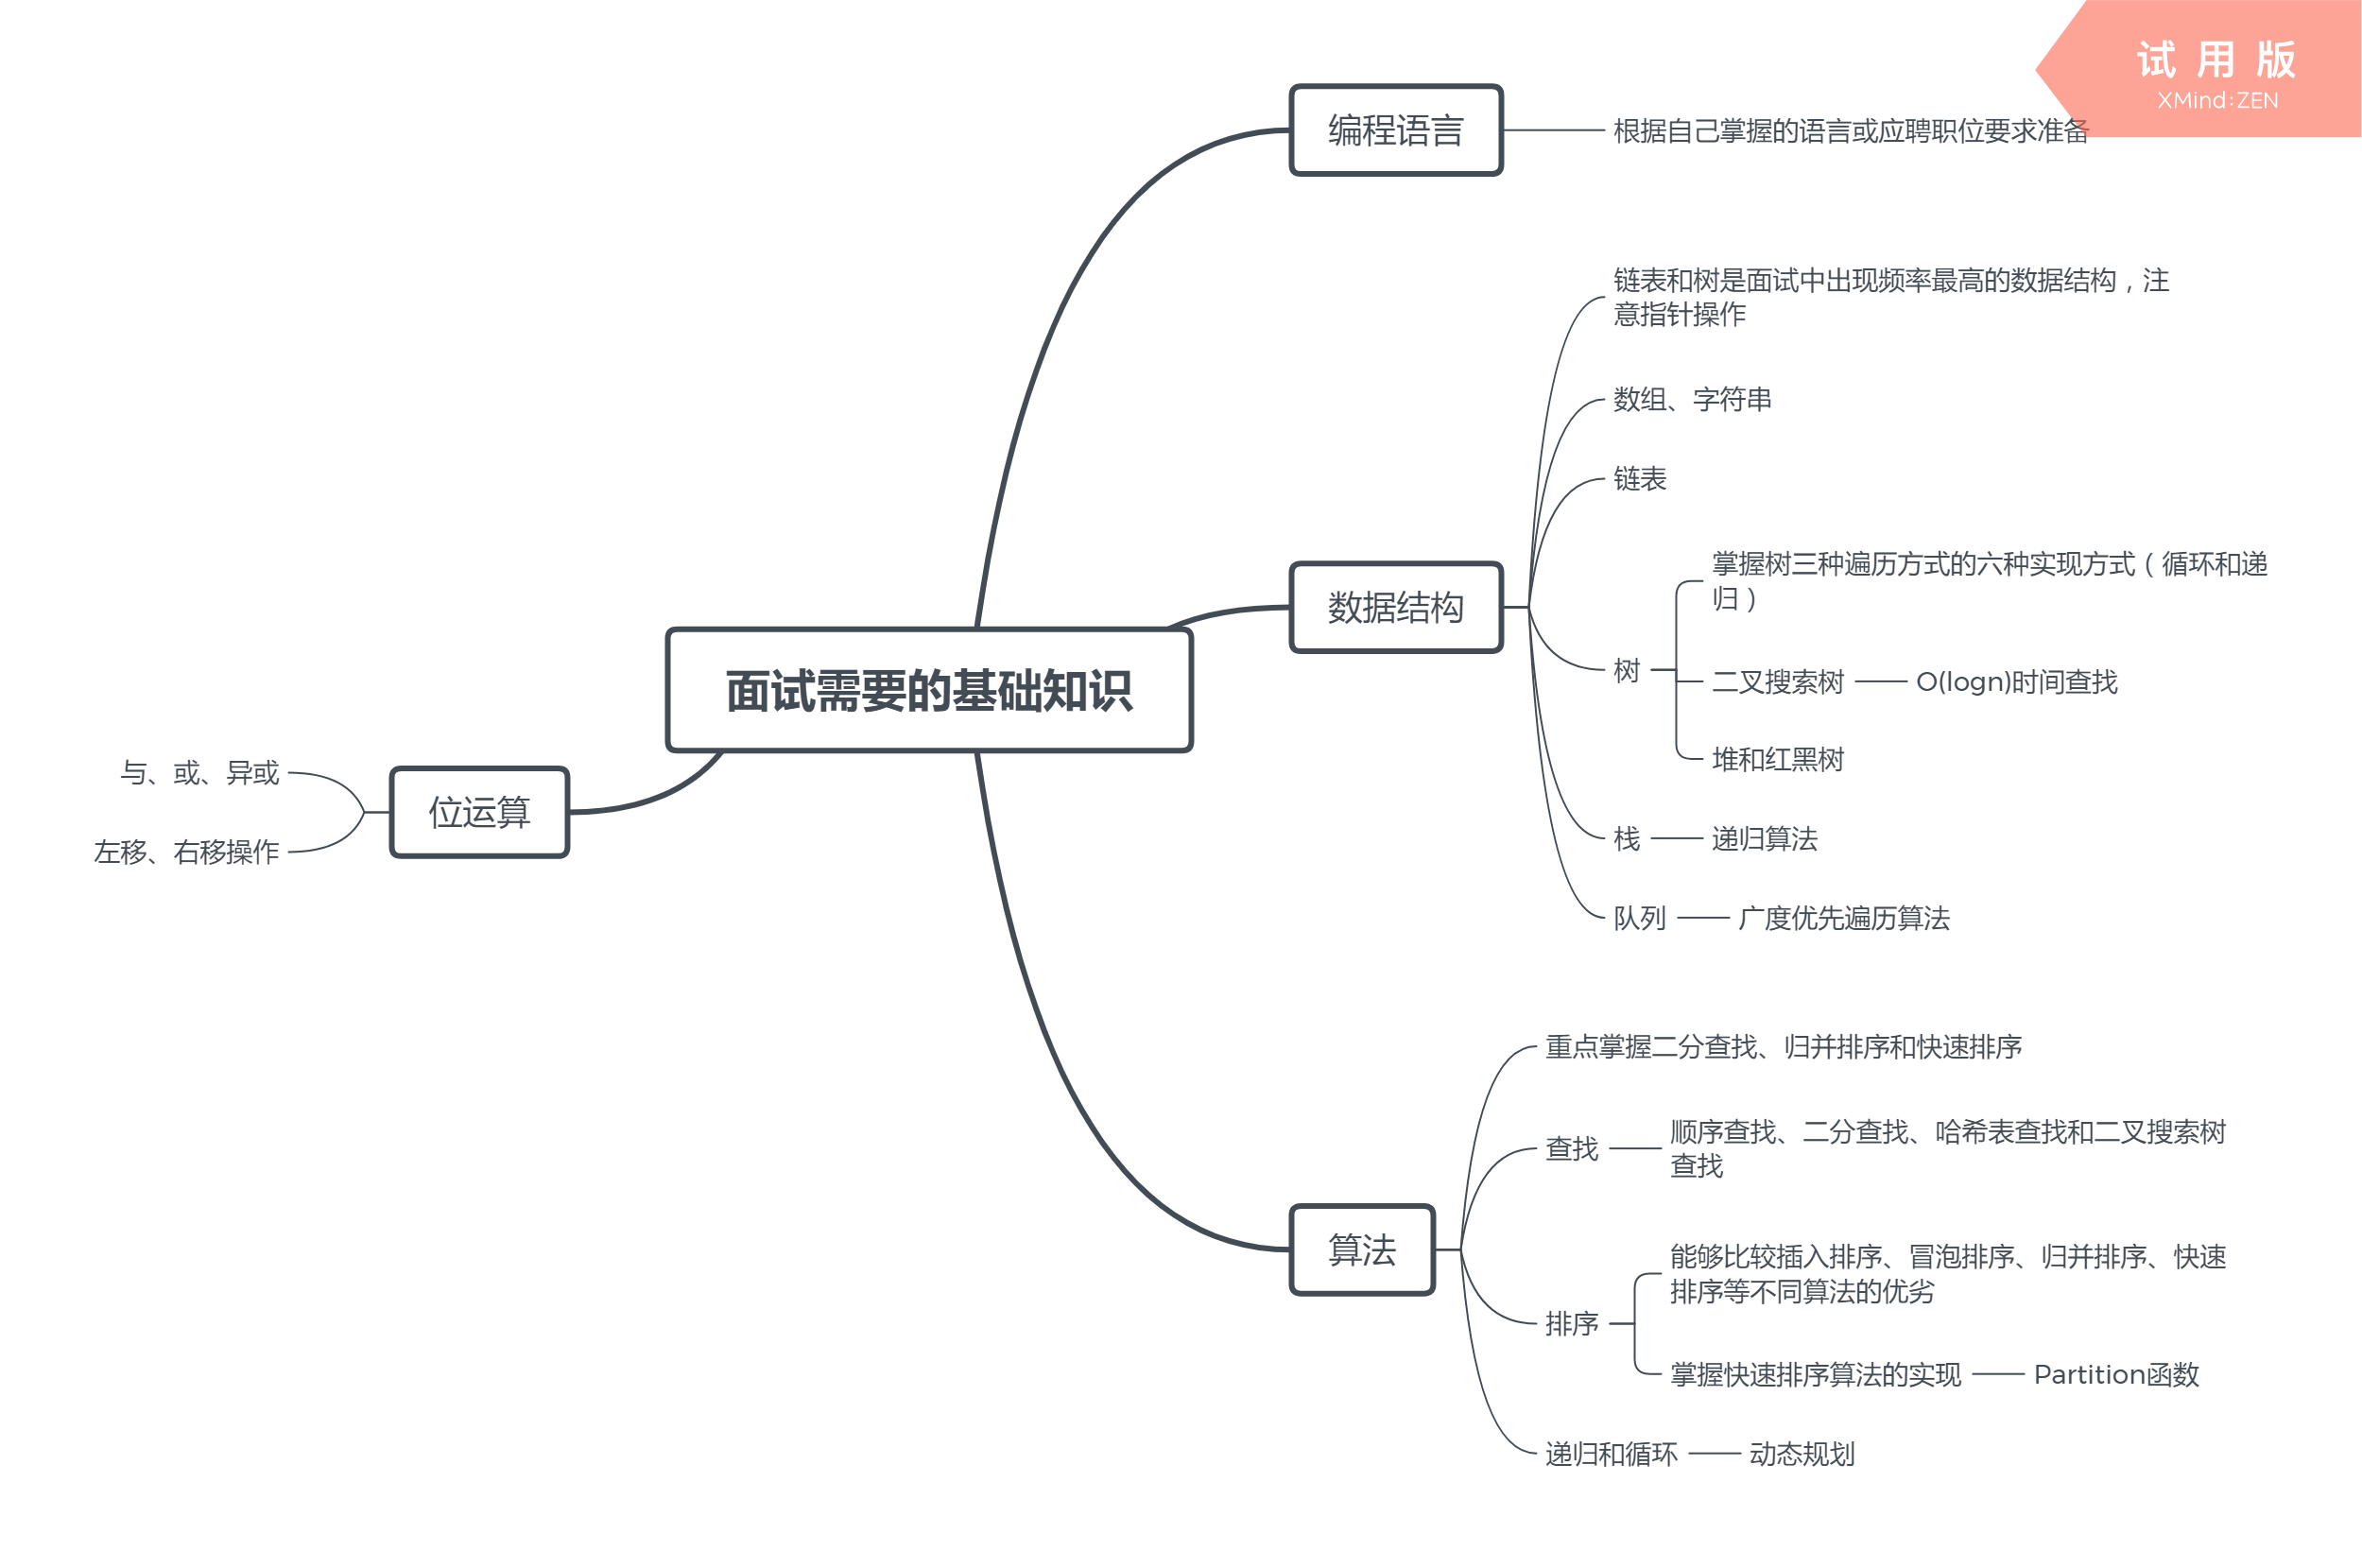 试用版
XMind:ZEN
编程语言
根据自己掌握的语言或应聘职位要求准备
链表和树是面试中出现频率最高的数据结构，注
意指针操作
数组、字符串
链表
掌握树三种遍历方式的六种实现方式（循环和递
归）
数据结构
树
二叉搜索树
O(logn)时间查找
面试需要的基础知识
堆和红黑树
与、或、异或
位运算
左移、右移操作
栈
递归算法
队列
广度优先遍历算法
重点掌握二分查找、归并排序和快速排序
查找
顺序查找、二分查找、哈希表查找和二叉搜索树
查找
算法
能够比较插入排序、冒泡排序、归并排序、快速
排序等不同算法的优劣
排序
掌握快速排序算法的实现
Partition函数
递归和循环
动态规划